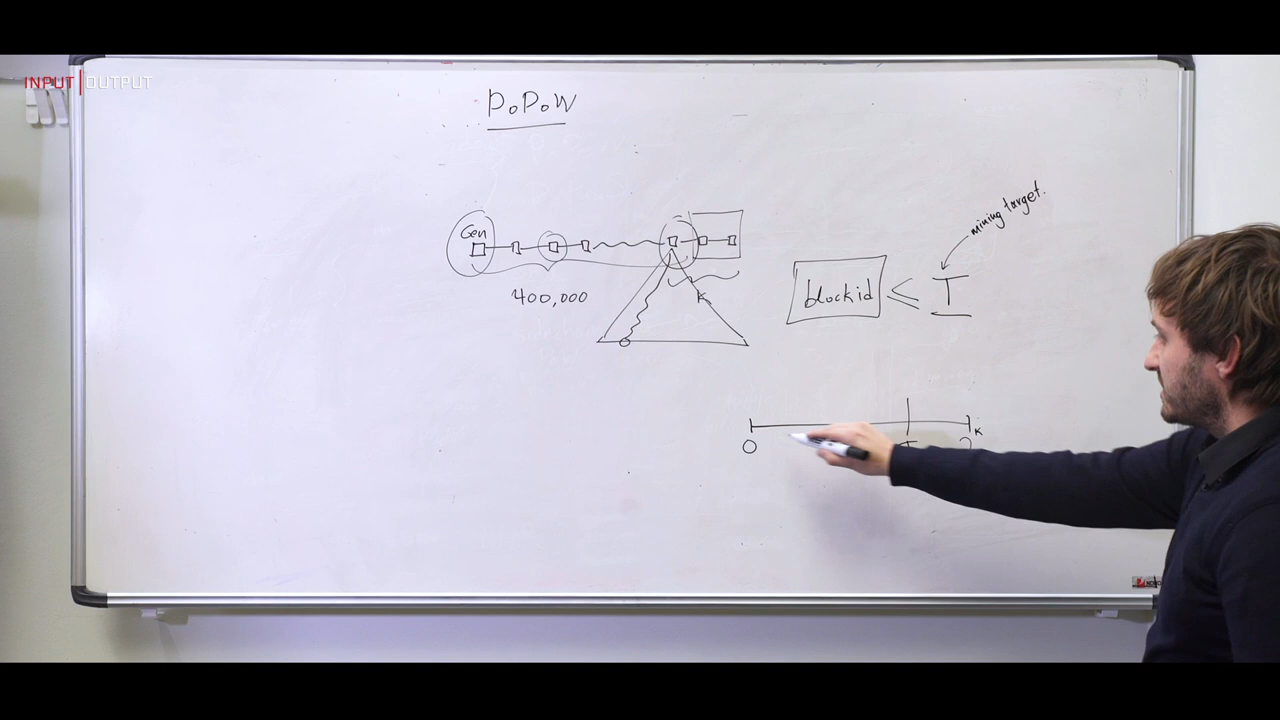 INPUT|OUTPUT
PoPoW
Gen
400,000
K
blockid ≤ T
mining target.
0
T
K